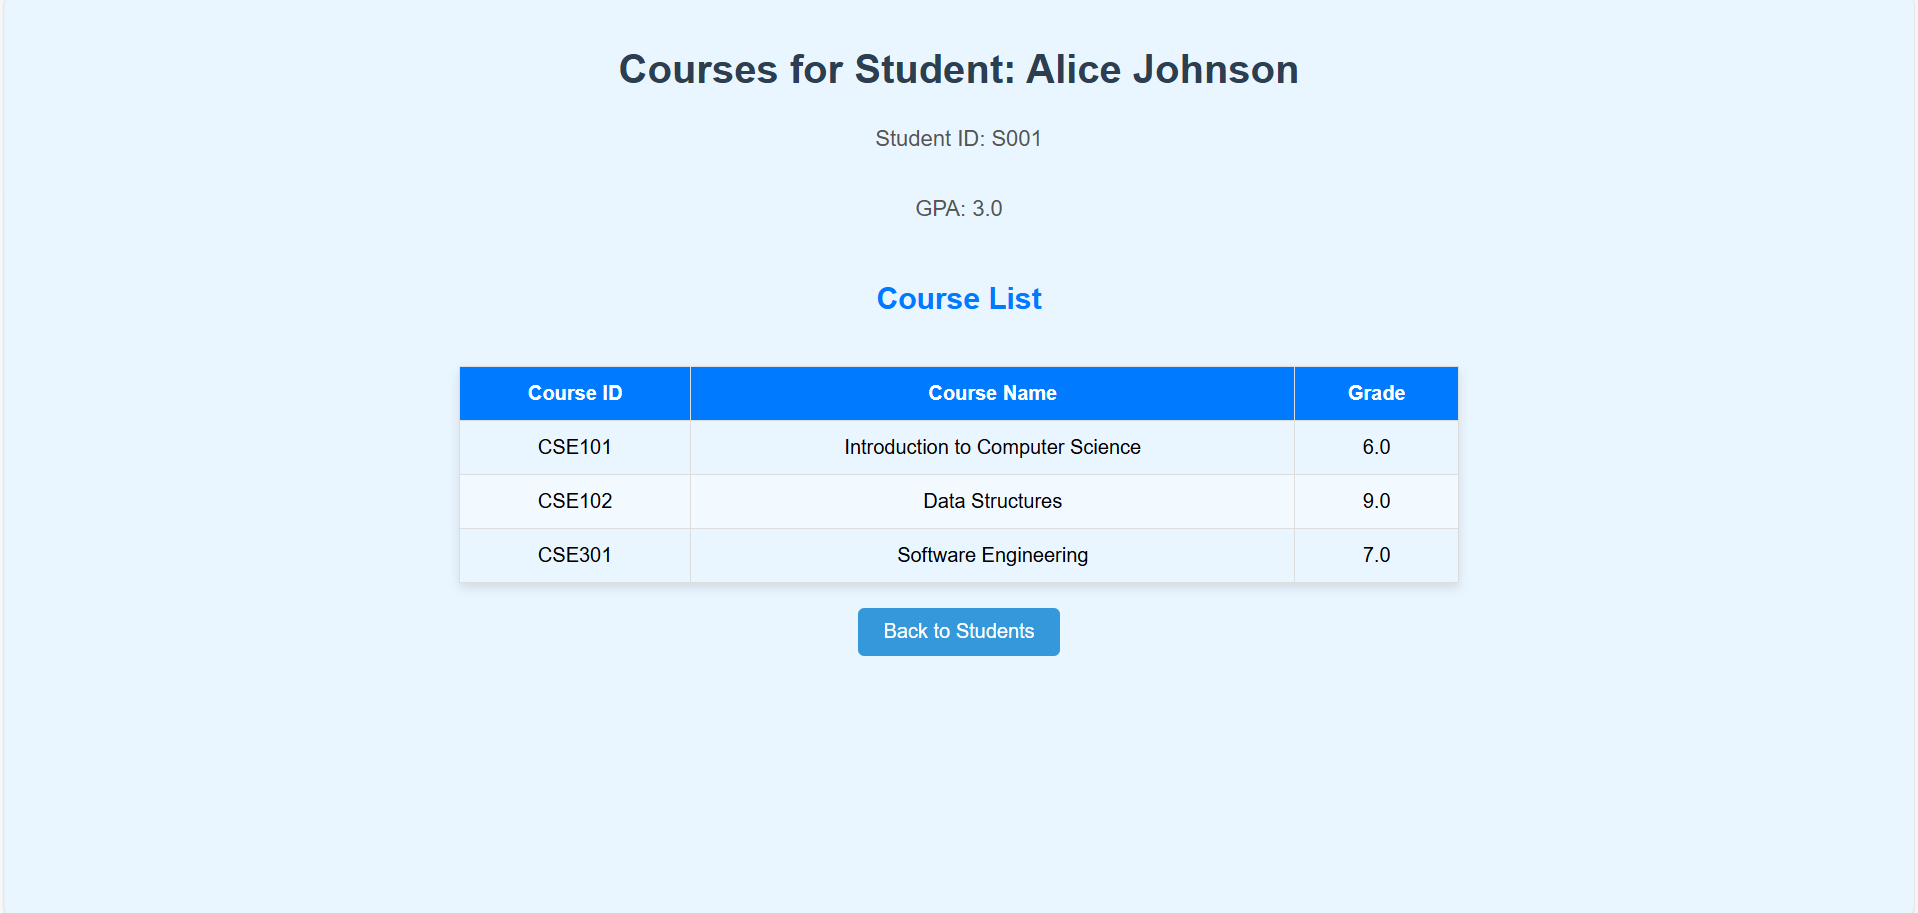 Courses for Student: Alice Johnson
Student ID: S001
GPA: 3.0
Course List
Course ID Course Name Grade
CSE101 Introduction to Computer Science 6.0
CSE102 Data Structures 9.0
CSE301 Software Engineering 7.0
Back to Students